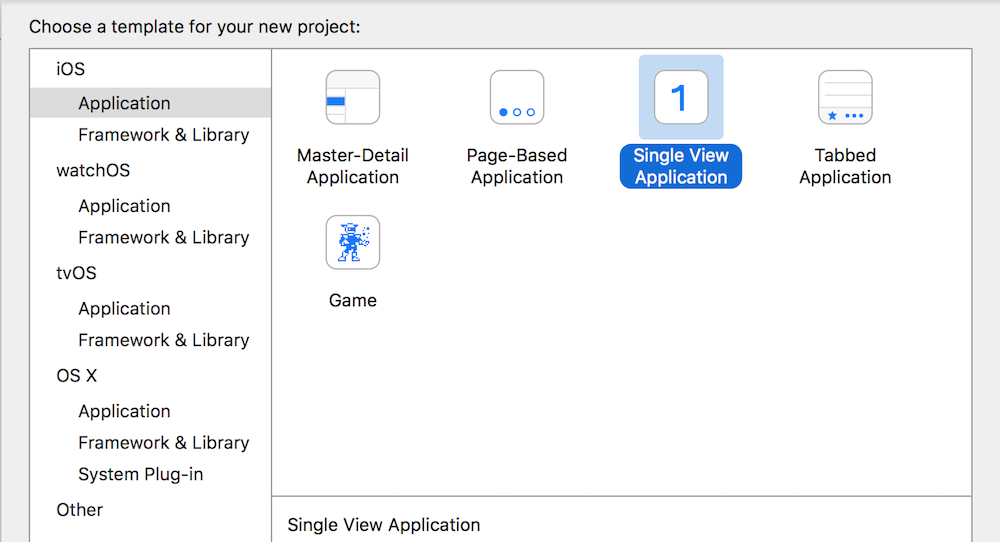 Choose a template for your new project:
iOS
Application
Framework & Library
watchOS
Application
Framework & Library
tvOS
Application
Framework & Library
OS X
Application
Framework & Library
System Plug-in
Other
Master-Detail
Application
Page-Based
Application
1
Single View
Application
Tabbed
Application
Game
Single View Application